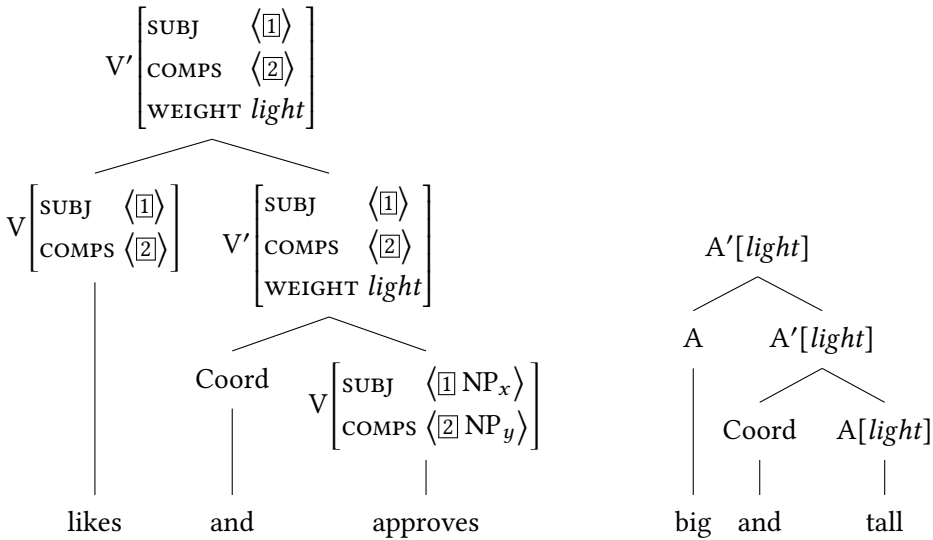 V′[SUBJ ⟨[1]⟩
COMPS ⟨[2]⟩
WEIGHT light]
V[SUBJ ⟨[1]⟩
COMPS ⟨[2]⟩]
V′[SUBJ ⟨[1]⟩
COMPS ⟨[2]⟩
WEIGHT light]
Coord
V[SUBJ ⟨[1] NPₓ⟩
COMPS ⟨[2] NP_y⟩]
likes and approves
A′[light]
A A′[light]
Coord A[light]
big and tall